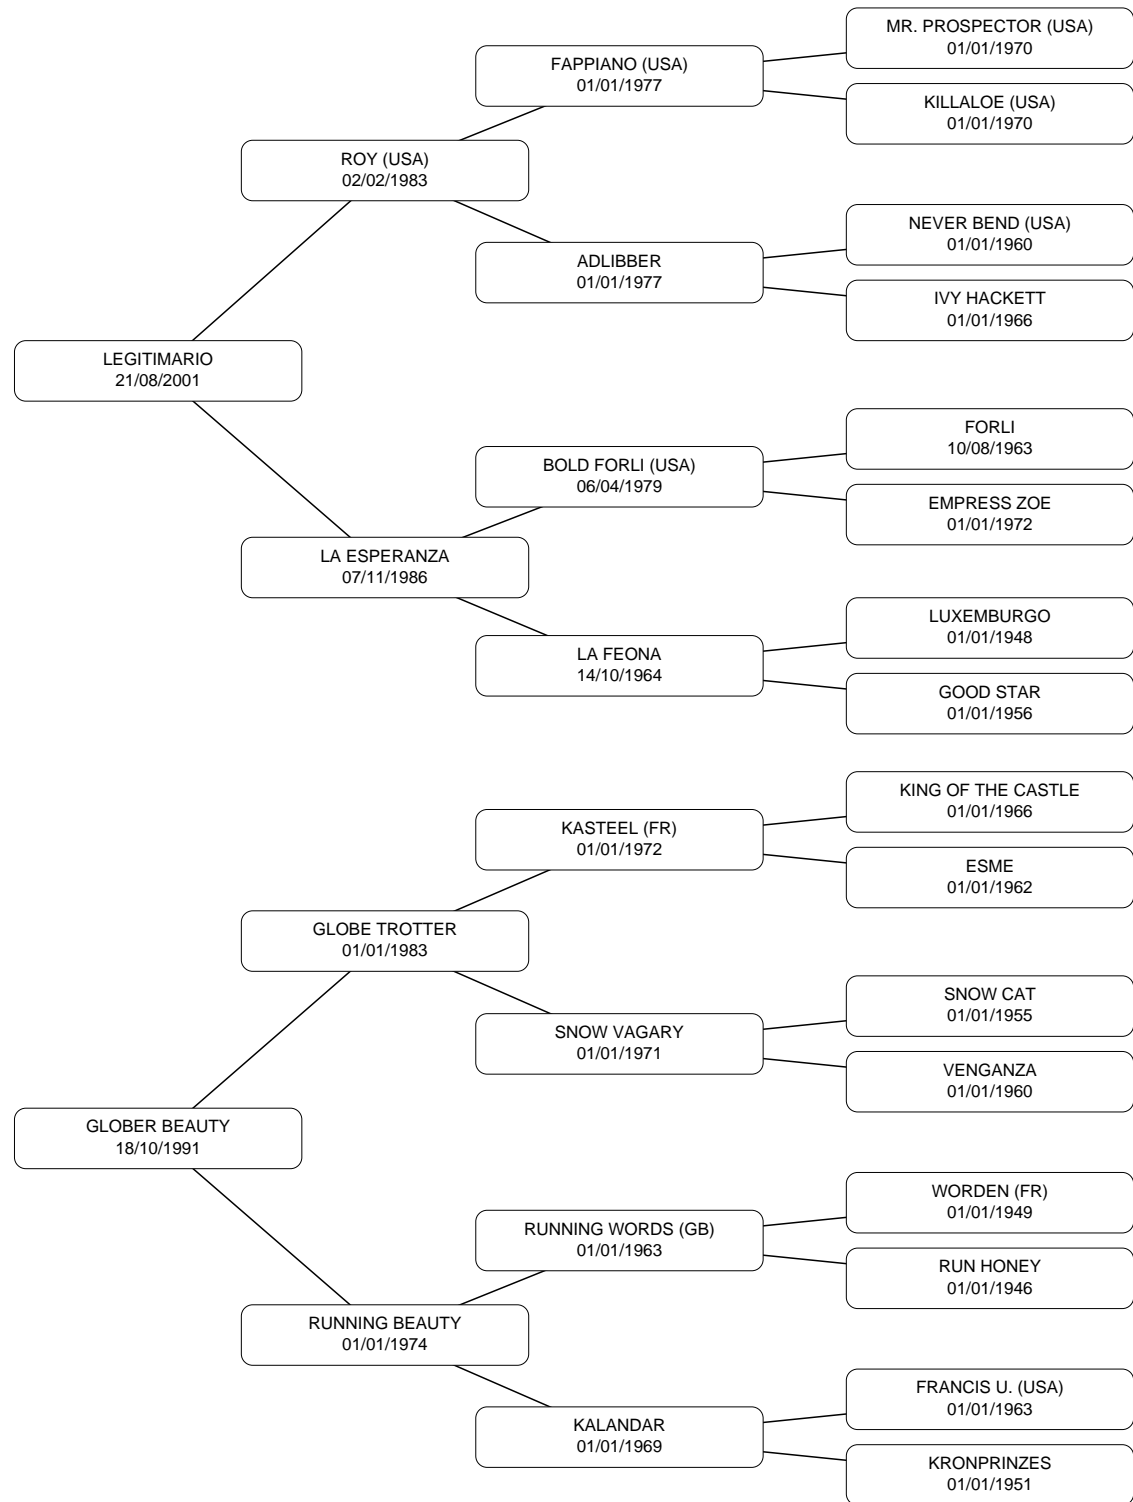 MR. PROSPECTOR (USA)
01/01/1970
FAPPIANO (USA)
01/01/1977
KILLALOE (USA)
01/01/1970
ROY (USA)
02/02/1983
NEVER BEND (USA)
01/01/1960
ADLIBBER
01/01/1977
IVY HACKETT
01/01/1966
LEGITIMARIO
21/08/2001
FORLI
10/08/1963
BOLD FORLI (USA)
06/04/1979
EMPRESS ZOE
01/01/1972
LA ESPERANZA
07/11/1986
LUXEMBURGO
01/01/1948
LA FEONA
14/10/1964
GOOD STAR
01/01/1956
KING OF THE CASTLE
01/01/1966
KASTEEL (FR)
01/01/1972
ESME
01/01/1962
GLOBE TROTTER
01/01/1983
SNOW CAT
01/01/1955
SNOW VAGARY
01/01/1971
VENGANZA
01/01/1960
GLOBER BEAUTY
18/10/1991
WORDEN (FR)
01/01/1949
RUNNING WORDS (GB)
01/01/1963
RUN HONEY
01/01/1946
RUNNING BEAUTY
01/01/1974
FRANCIS U. (USA)
01/01/1963
KALANDAR
01/01/1969
KRONPRINZES
01/01/1951